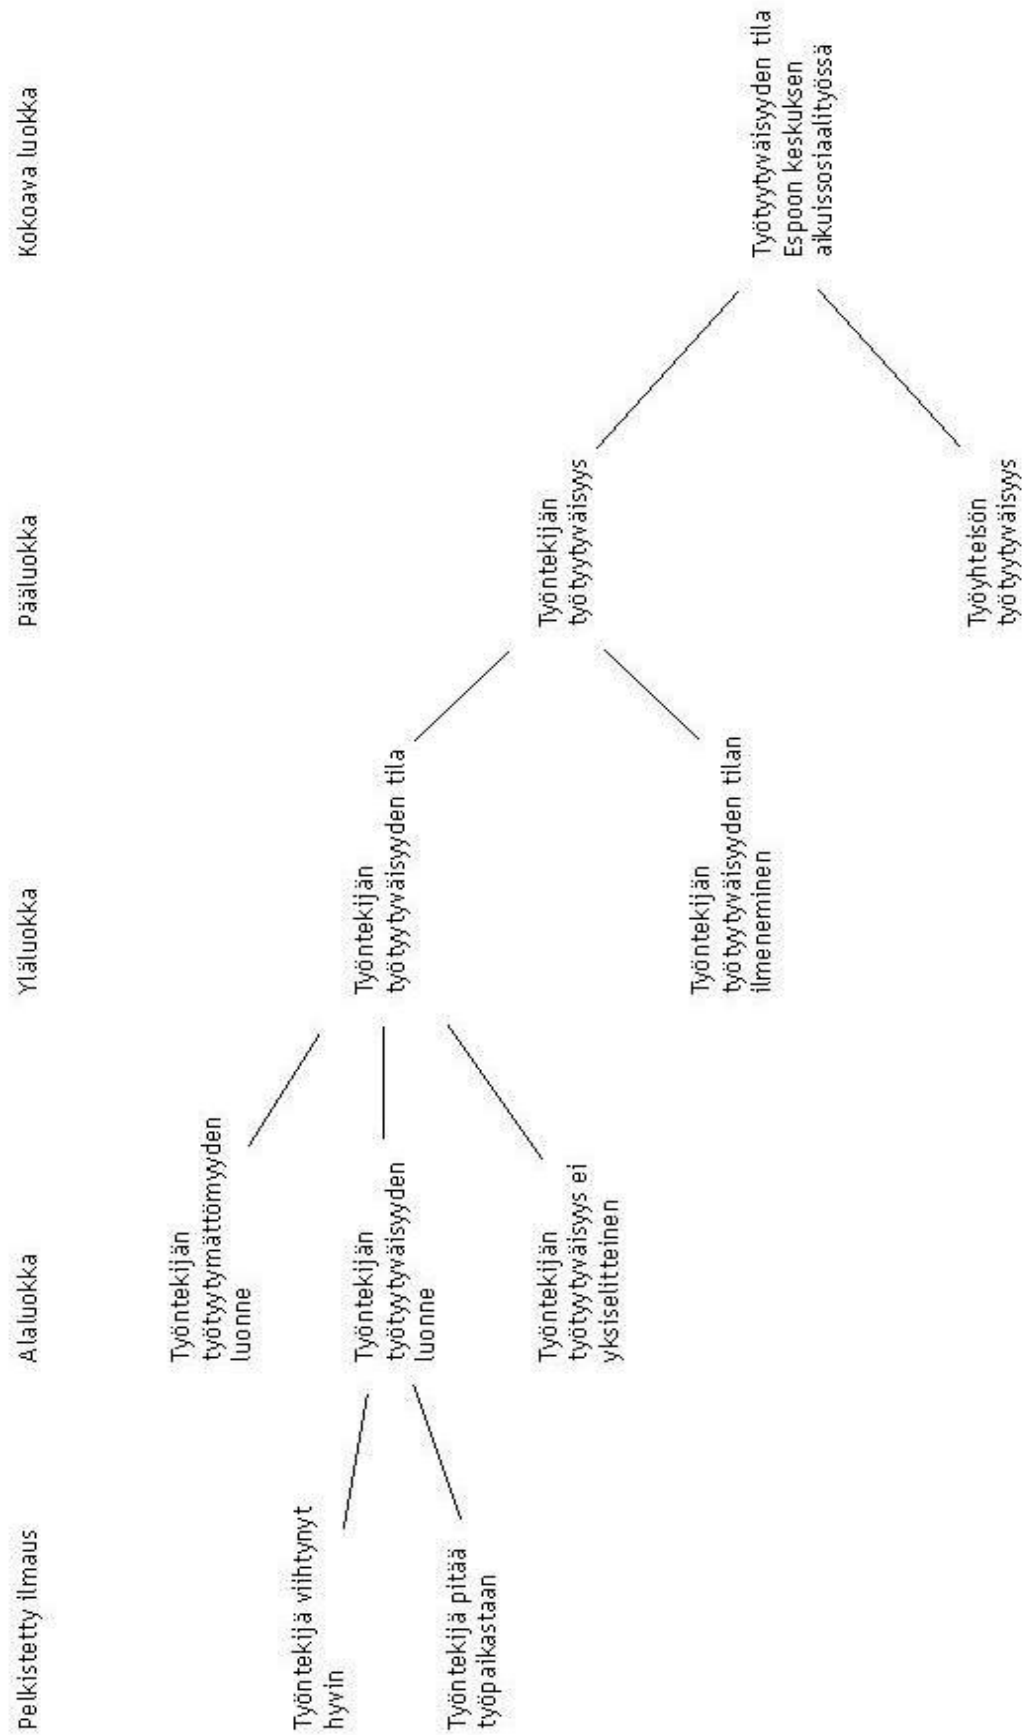 Pelkistetty ilmaus
Alaluokka
Yläluokka
Pääluokka
Kokoava luokka
Työntekijä viihtynyt
hyvin
Työntekijä pitää
työpaikastaan
Työntekijän
työtyytymättömyyden
luonne
Työntekijän
työtyytyväisyyden
luonne
Työntekijän
työtyytyväisyys ei
yksiselitteinen
Työntekijän
työtyytyväisyyden tila
Työntekijän
työtyytyväisyyden tilan
ilmeneminen
Työntekijän
työtyytyväisyys
Työyhteisön
työtyytyväisyys
Työtyytyväisyyden tila
Espoon keskuksen
aikuissosiaalityössä